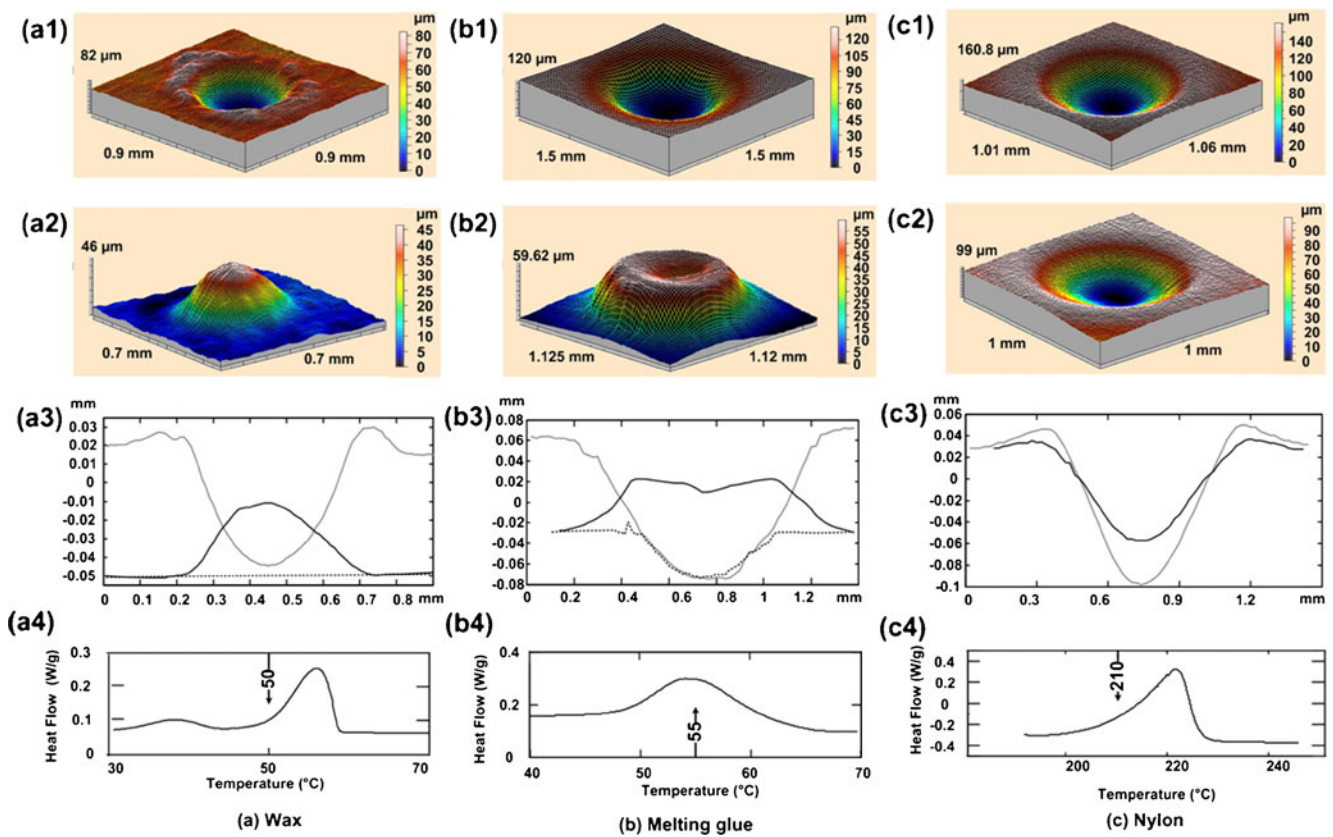 (a1)
82 µm
0.9 mm
0.9 mm
µm
80
70
60
50
40
30
20
10
0
(b1)
120 µm
1.5 mm
1.5 mm
µm
120
105
90
75
60
45
30
15
0
(c1)
160.8 µm
1.01 mm
1.06 mm
µm
140
120
100
80
60
40
20
0
(a2)
46 µm
0.7 mm
0.7 mm
µm
45
40
35
30
25
20
15
10
5
0
(b2)
59.62 µm
1.125 mm
1.12 mm
µm
55
50
45
40
35
30
25
20
15
10
5
0
(c2)
99 µm
1 mm
1 mm
µm
90
80
70
60
50
40
30
20
10
0
(a3)
mm
0.03
0.02
0.01
0
-0.01
-0.02
-0.03
-0.04
-0.05
0 0.1 0.2 0.3 0.4 0.5 0.6 0.7 0.8 mm
(b3)
mm
0.08
0.06
0.04
0.02
0
-0.02
-0.04
-0.06
-0.08
0 0.2 0.4 0.6 0.8 1 1.2 mm
(c3)
0.06
0.04
0.02
0
-0.02
-0.04
-0.06
-0.08
-0.1
0 0.3 0.6 0.9 1.2 mm
(a4)
Heat Flow (W/g)
0.3
0.2
0.1
0
50
30 50 70
Temperature (°C)
(a) Wax
(b4)
Heat Flow (W/g)
0.4
0.2
0
55
40 50 60 70
Temperature (°C)
(b) Melting glue
(c4)
Heat Flow (W/g)
0.4
0.2
0
-0.2
-0.4
210
200 220 240
Temperature (°C)
(c) Nylon